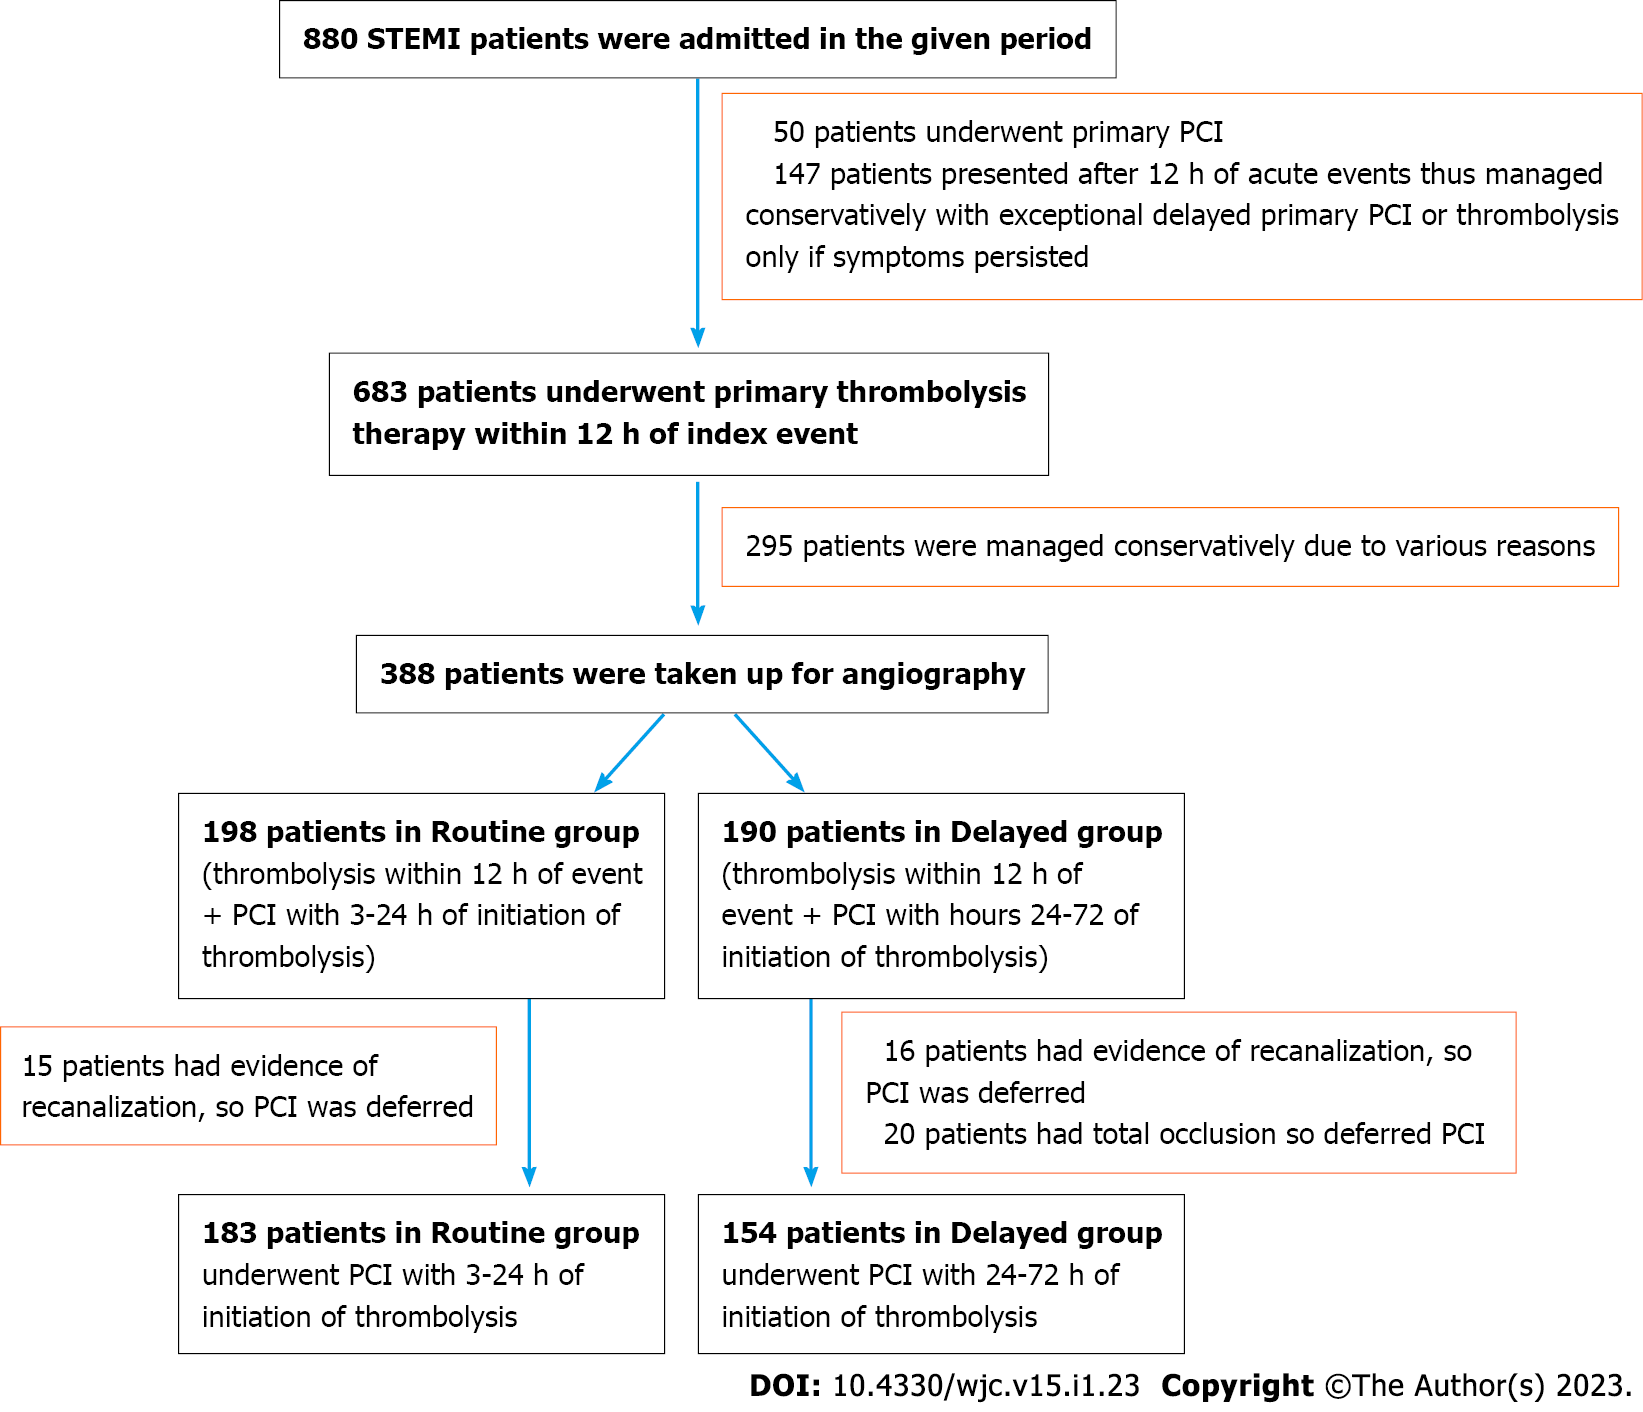 880 STEMI patients were admitted in the given period
50 patients underwent primary PCI
147 patients presented after 12 h of acute events thus managed
conservatively with exceptional delayed primary PCI or thrombolysis
only if symptoms persisted
683 patients underwent primary thrombolysis
therapy within 12 h of index event
295 patients were managed conservatively due to various reasons
388 patients were taken up for angiography
198 patients in Routine group
(thrombolysis within 12 h of event
+ PCI with 3-24 h of initiation of
thrombolysis)
190 patients in Delayed group
(thrombolysis within 12 h of
event + PCI with hours 24-72 of
initiation of thrombolysis)
15 patients had evidence of
recanalization, so PCI was deferred
16 patients had evidence of recanalization, so
PCI was deferred
20 patients had total occlusion so deferred PCI
183 patients in Routine group
underwent PCI with 3-24 h of
initiation of thrombolysis
154 patients in Delayed group
underwent PCI with 24-72 h of
initiation of thrombolysis
DOI: 10.4330/wjc.v15.i1.23 Copyright ©The Author(s) 2023.